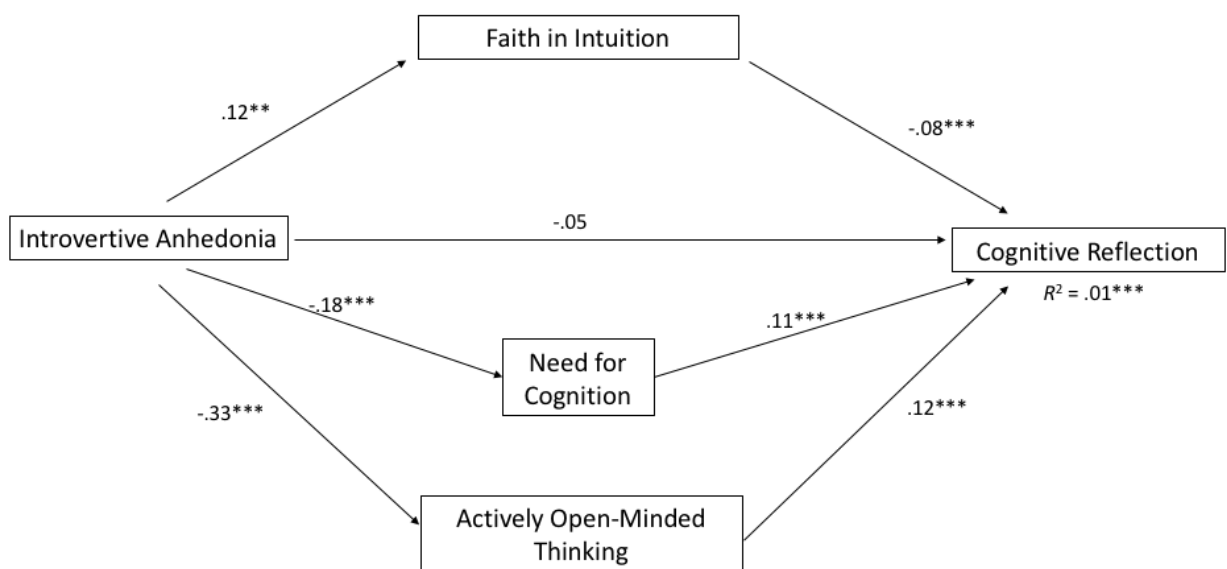 Faith in Intuition
.12**
-.08***
Introvertive Anhedonia
-.05
Cognitive Reflection
R² = .01***
-.18***
.11***
Need for
Cognition
-.33***
.12***
Actively Open-Minded
Thinking